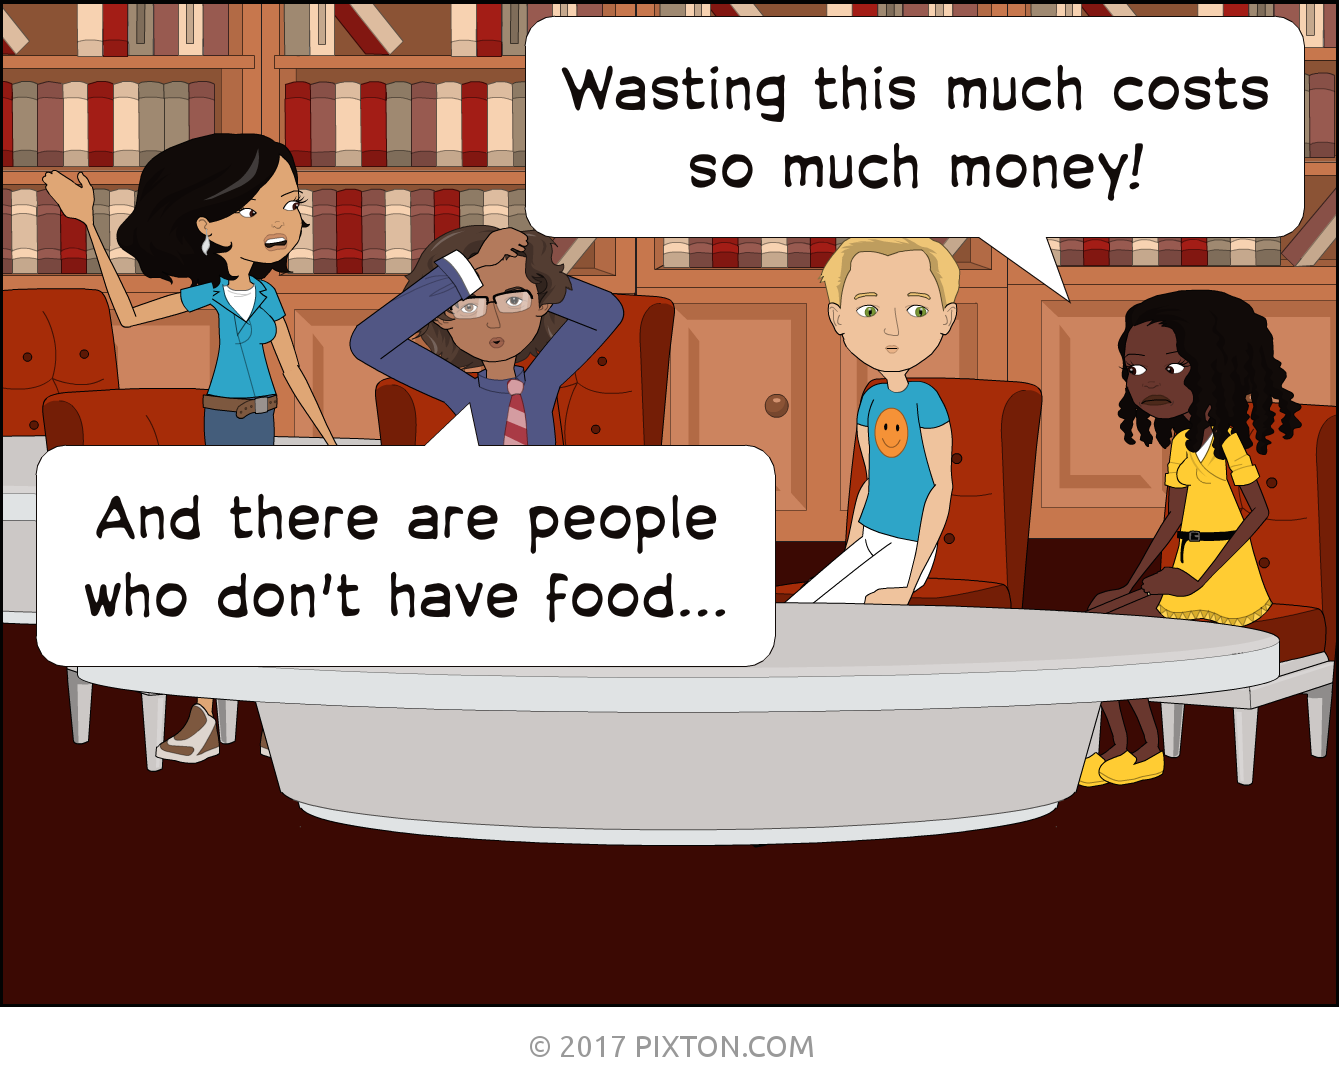 Wasting this much costs
so much money!
And there are people
who don't have food...
© 2017 PIXTON.COM